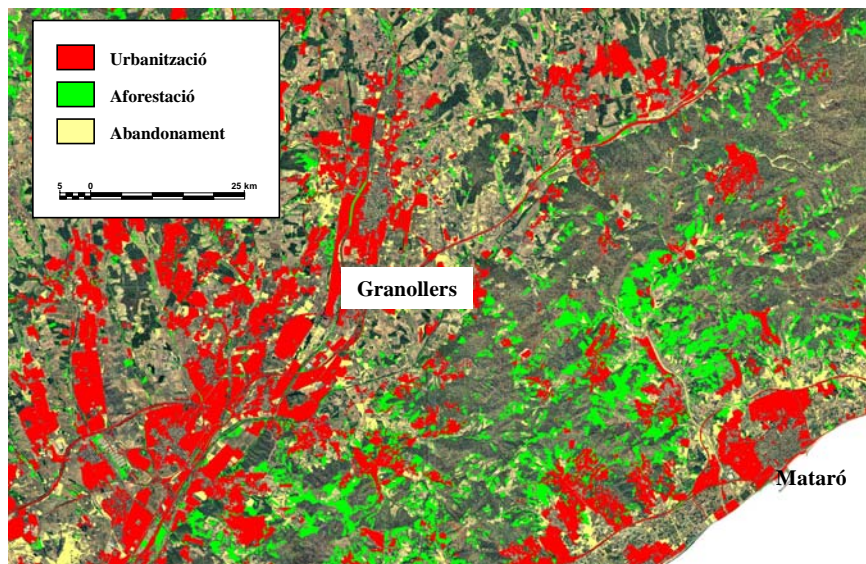 Urbanització
Aforestació
Abandonament
5 0 25 km
Granollers
Mataró